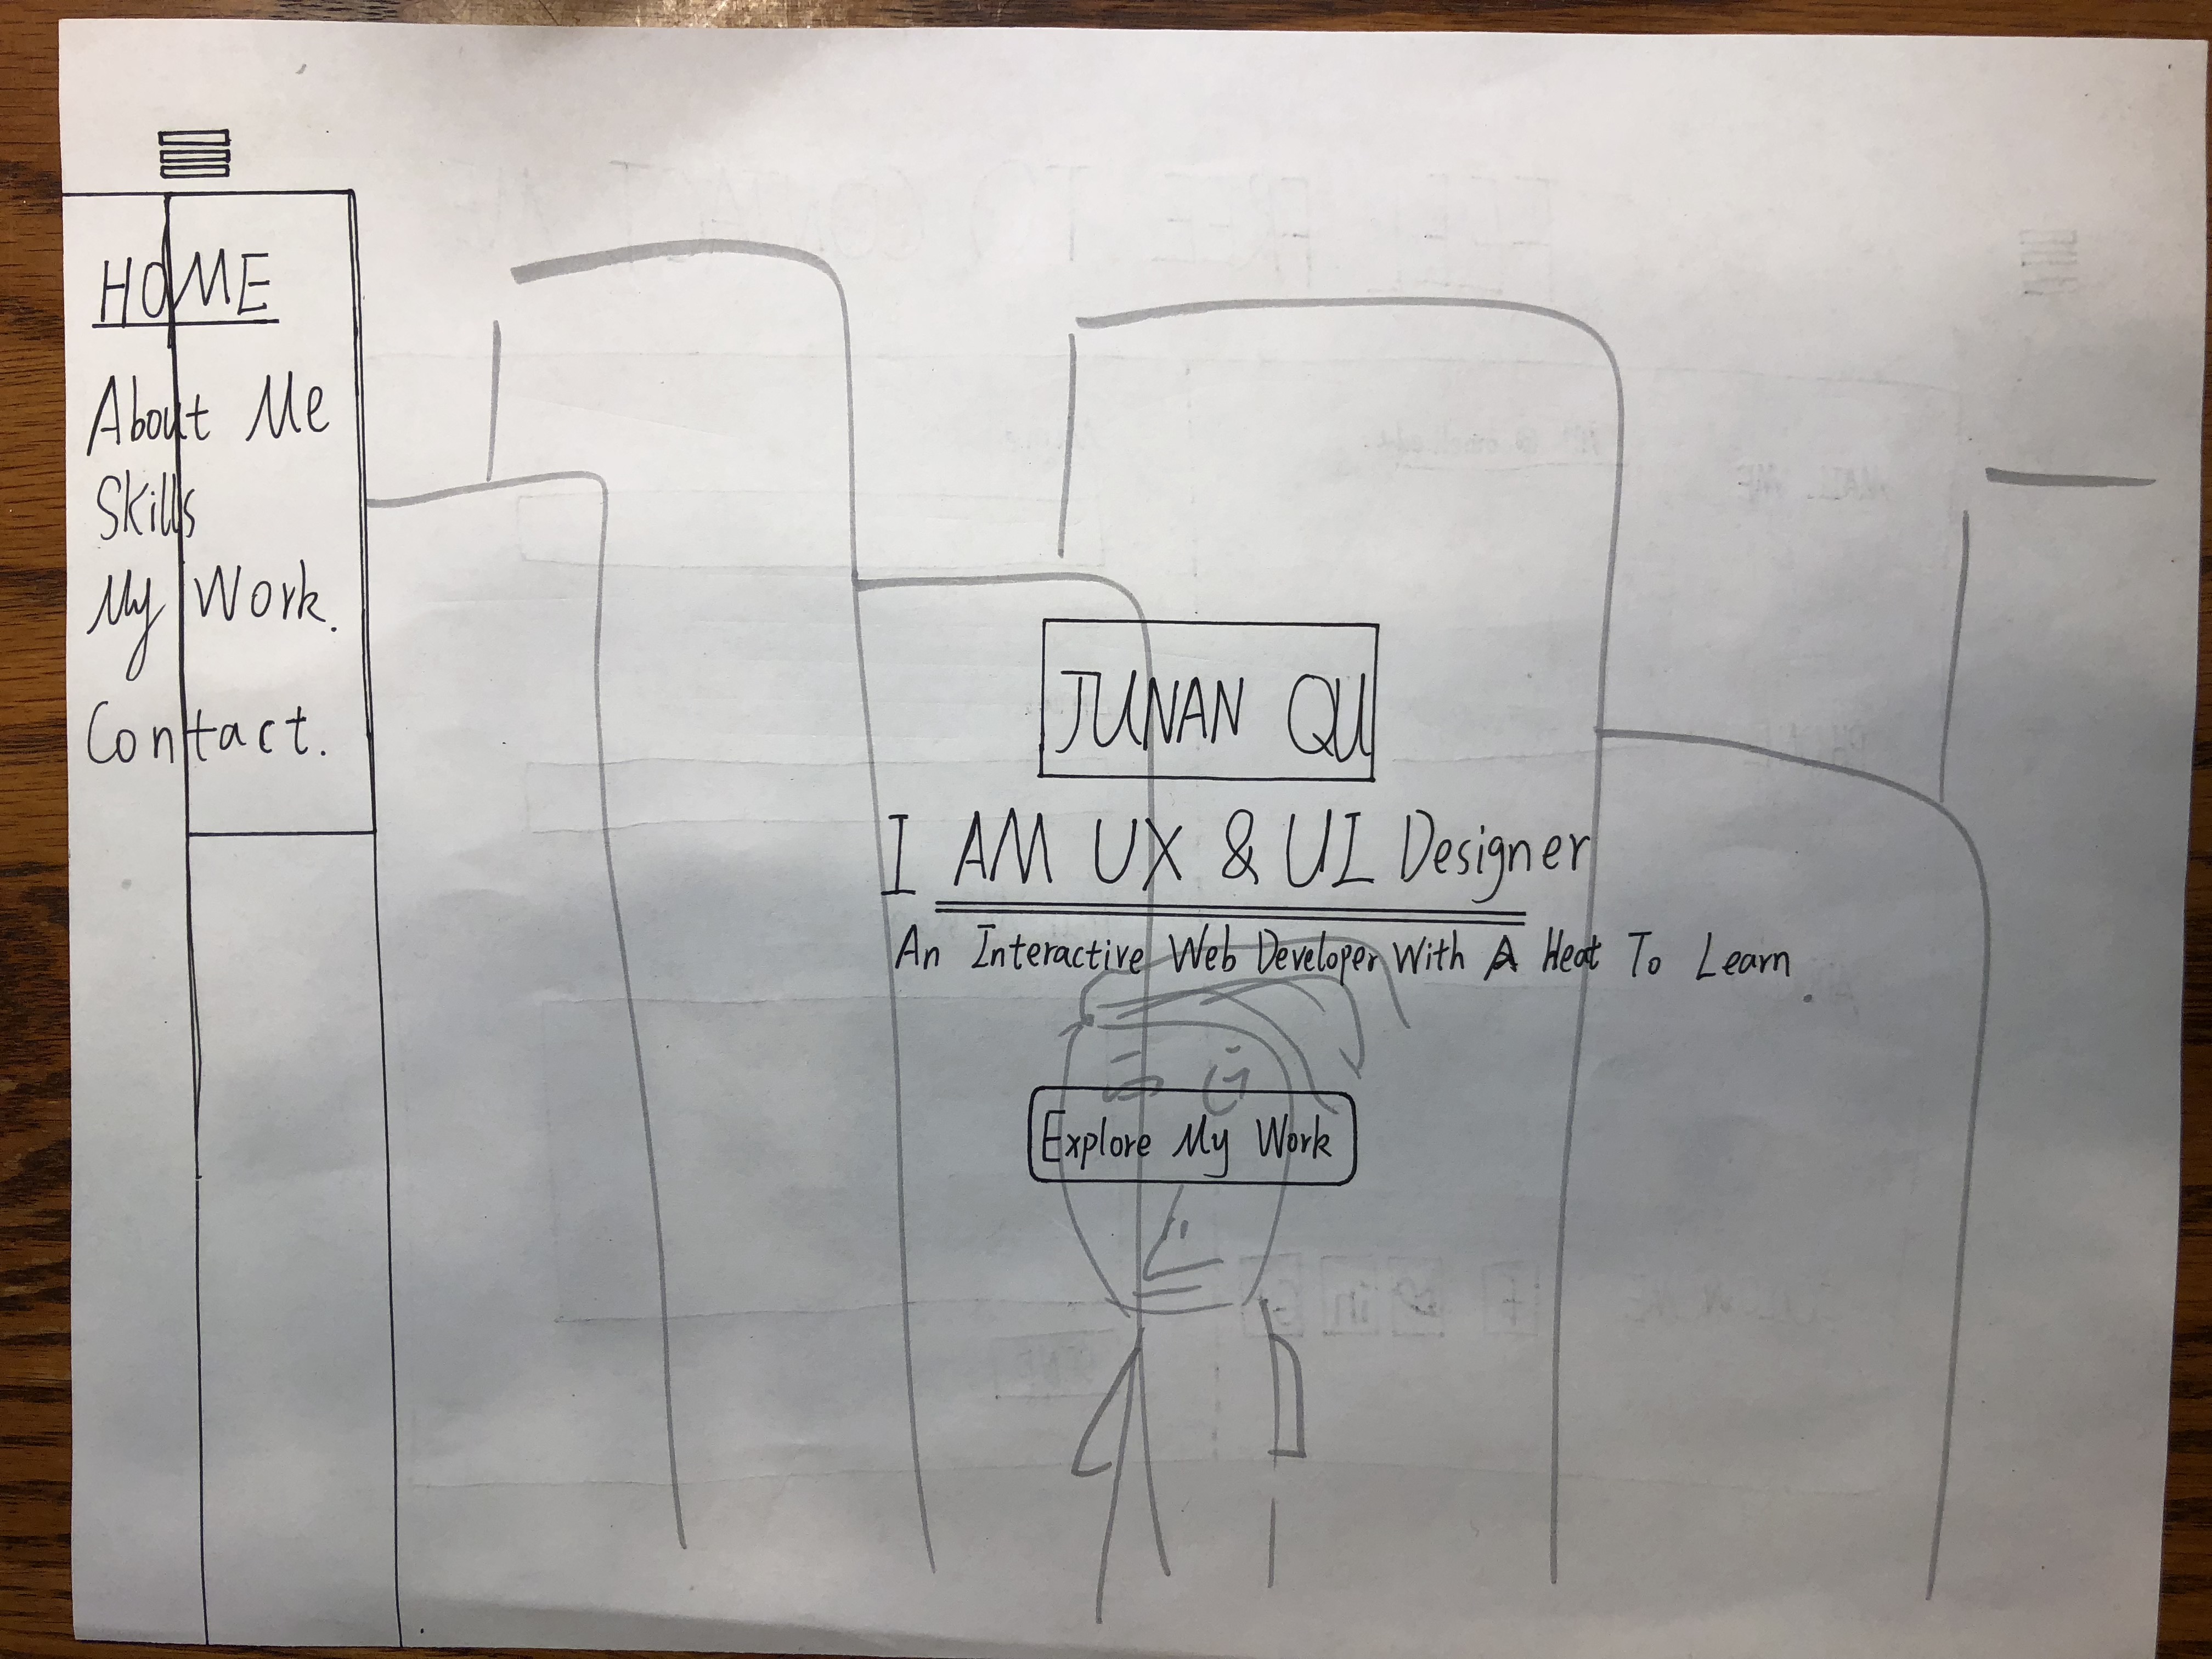 HOME
About Me
Skills
My Work.
Contact.
JUNAN QU
I AM UX & UI Designer
An Interactive Web Developer With A Heat To Learn.
Explore My Work